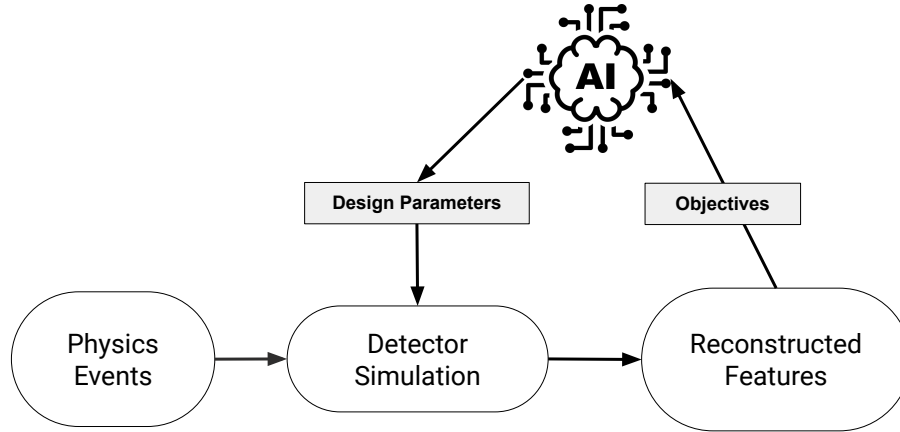 AI
Design Parameters
Objectives
Physics
Events
Detector
Simulation
Reconstructed
Features